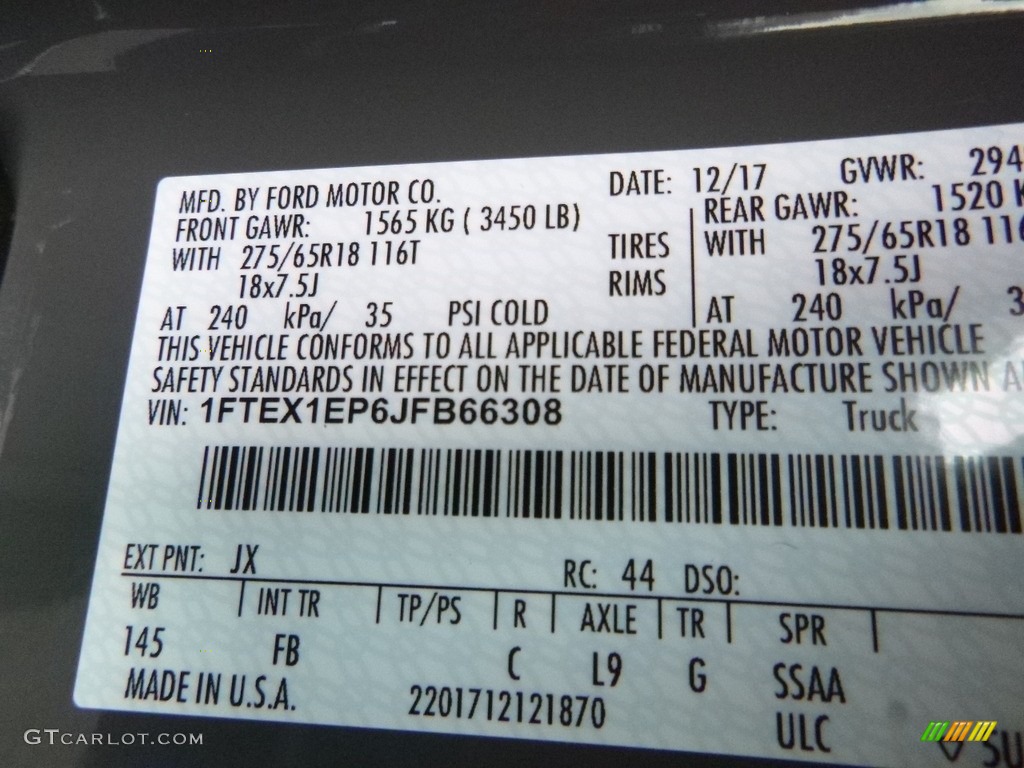 MFD. BY FORD MOTOR CO. DATE: 12/17 GVWR:
FRONT GAWR: 1565 KG ( 3450 LB) REAR GAWR: 1520
WITH 275/65R18 116T TIRES WITH 275/65R18
18x7.5J RIMS 18x7.5J
AT 240 kPa/ 35 PSI COLD AT 240 kPa/
THIS VEHICLE CONFORMS TO ALL APPLICABLE FEDERAL MOTOR VEHICLE
SAFETY STANDARDS IN EFFECT ON THE DATE OF MANUFACTURE SHOWN
VIN: 1FTEX1EP6JFB66308 TYPE: Truck
EXT PNT: JX RC: 44 DSO:
WB INT TR TP/PS R AXLE TR SPR
145 FB C L9 G SSAA
MADE IN U.S.A. 2201712121870 ULC
GTCARLOT.COM